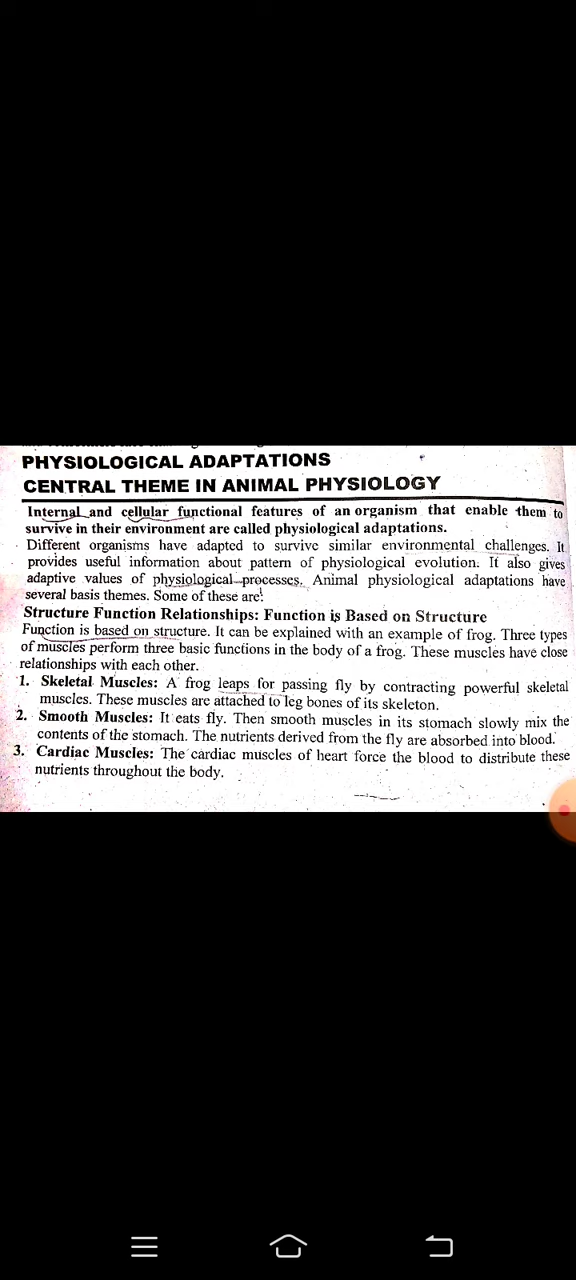 PHYSIOLOGICAL ADAPTATIONS
CENTRAL THEME IN ANIMAL PHYSIOLOGY
Internal and cellular functional features of an organism that enable them to
survive in their environment are called physiological adaptations.
Different organisms have adapted to survive similar environmental challenges. It
provides useful information about pattern of physiological evolution. It also gives
adaptive values of physiological processes. Animal physiological adaptations have
several basis themes. Some of these are:
Structure Function Relationships: Function is Based on Structure
Function is based on structure. It can be explained with an example of frog. Three types
of muscles perform three basic functions in the body of a frog. These muscles have close
relationships with each other.
1. Skeletal Muscles: A frog leaps for passing fly by contracting powerful skeletal
muscles. These muscles are attached to leg bones of its skeleton.
2. Smooth Muscles: It eats fly. Then smooth muscles in its stomach slowly mix the
contents of the stomach. The nutrients derived from the fly are absorbed into blood.
3. Cardiac Muscles: The cardiac muscles of heart force the blood to distribute these
nutrients throughout the body.